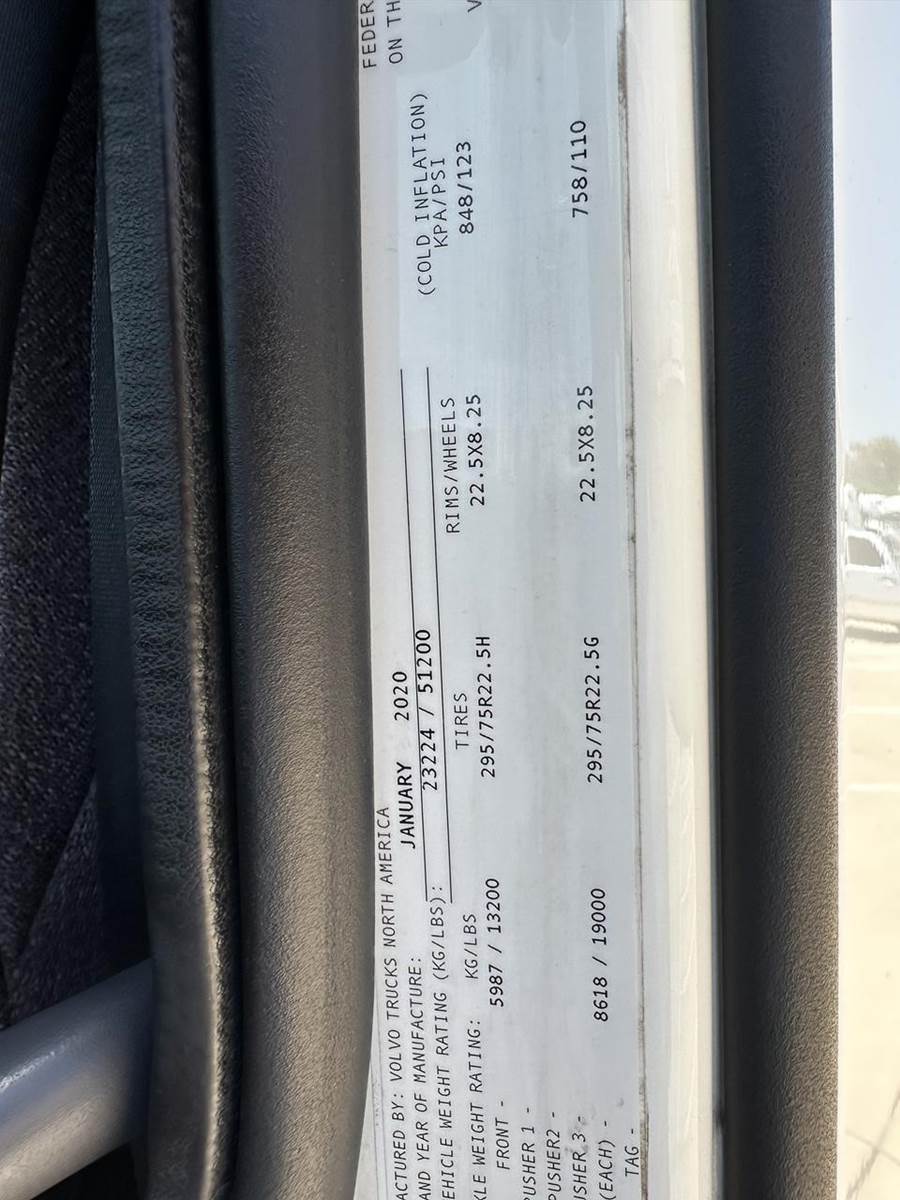 ACTURED BY: VOLVO TRUCKS NORTH AMERICA FEDER
AND YEAR OF MANUFACTURE: JANUARY 2020 ON TH
EHICLE WEIGHT RATING (KG/LBS): 23224 / 51200 (COLD INFLATION)
KG/LBS TIRES RIMS/WHEELS KPA/PSI
KLE WEIGHT RATING:
FRONT - 5987 / 13200 295/75R22.5H 22.5X8.25 848/123
PUSHER 1 -
PUSHER2 -
USHER 3 -
(EACH) - 8618 / 19000 295/75R22.5G 22.5X8.25 758/110
TAG -